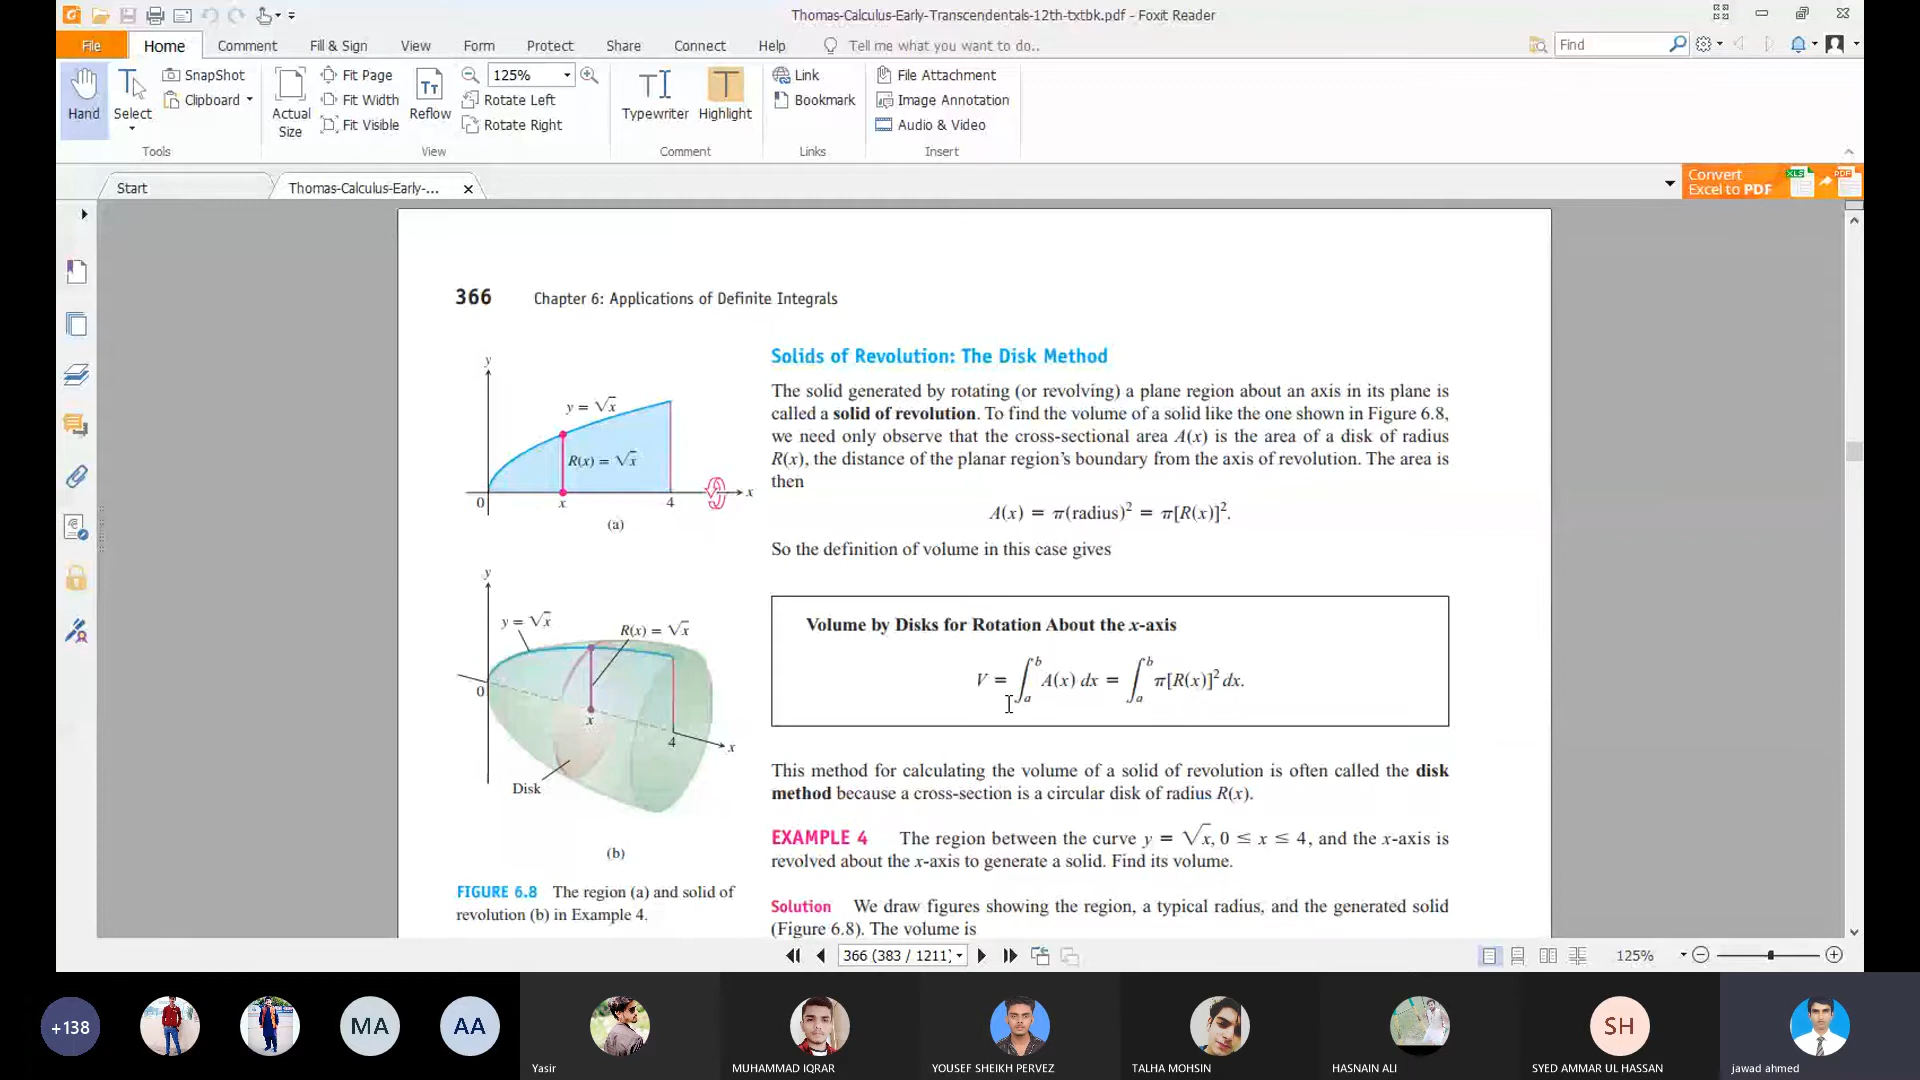 Thomas-Calculus-Early-Transcendentals-12th-txtbk.pdf - Foxit Reader
File Home Comment Fill & Sign View Form Protect Share Connect Help Tell me what you want to do.. Find
Hand
Select
SnapShot
Clipboard
Tools
Actual Size
Fit Page
Fit Width
Fit Visible
Reflow
125%
Rotate Left
Rotate Right
View
Typewriter
Highlight
Comment
Link
Bookmark
Links
File Attachment
Image Annotation
Audio & Video
Insert
Start
Thomas-Calculus-Early-...
Convert
Excel to PDF
XLS
PDF
366 Chapter 6: Applications of Definite Integrals
y
y = √x
R(x) = √x
0 x 4 x
(a)
y
y = √x
R(x) = √x
0
x
4
x
Disk
(b)
FIGURE 6.8 The region (a) and solid of
revolution (b) in Example 4.
Solids of Revolution: The Disk Method
The solid generated by rotating (or revolving) a plane region about an axis in its plane is
called a solid of revolution. To find the volume of a solid like the one shown in Figure 6.8,
we need only observe that the cross-sectional area A(x) is the area of a disk of radius
R(x), the distance of the planar region's boundary from the axis of revolution. The area is
then
A(x) = π(radius)² = π[R(x)]².
So the definition of volume in this case gives
Volume by Disks for Rotation About the x-axis
V = ∫ₐᵇ A(x) dx = ∫ₐᵇ π[R(x)]² dx.
This method for calculating the volume of a solid of revolution is often called the disk
method because a cross-section is a circular disk of radius R(x).
EXAMPLE 4 The region between the curve y = √x, 0 ≤ x ≤ 4, and the x-axis is
revolved about the x-axis to generate a solid. Find its volume.
Solution We draw figures showing the region, a typical radius, and the generated solid
(Figure 6.8). The volume is
366 (383 / 1211)
125%
+138
MA
AA
SH
Yasir
MUHAMMAD IQRAR
YOUSEF SHEIKH PERVEZ
TALHA MOHSIN
HASNAIN ALI
SYED AMMAR UL HASSAN
jawad ahmed